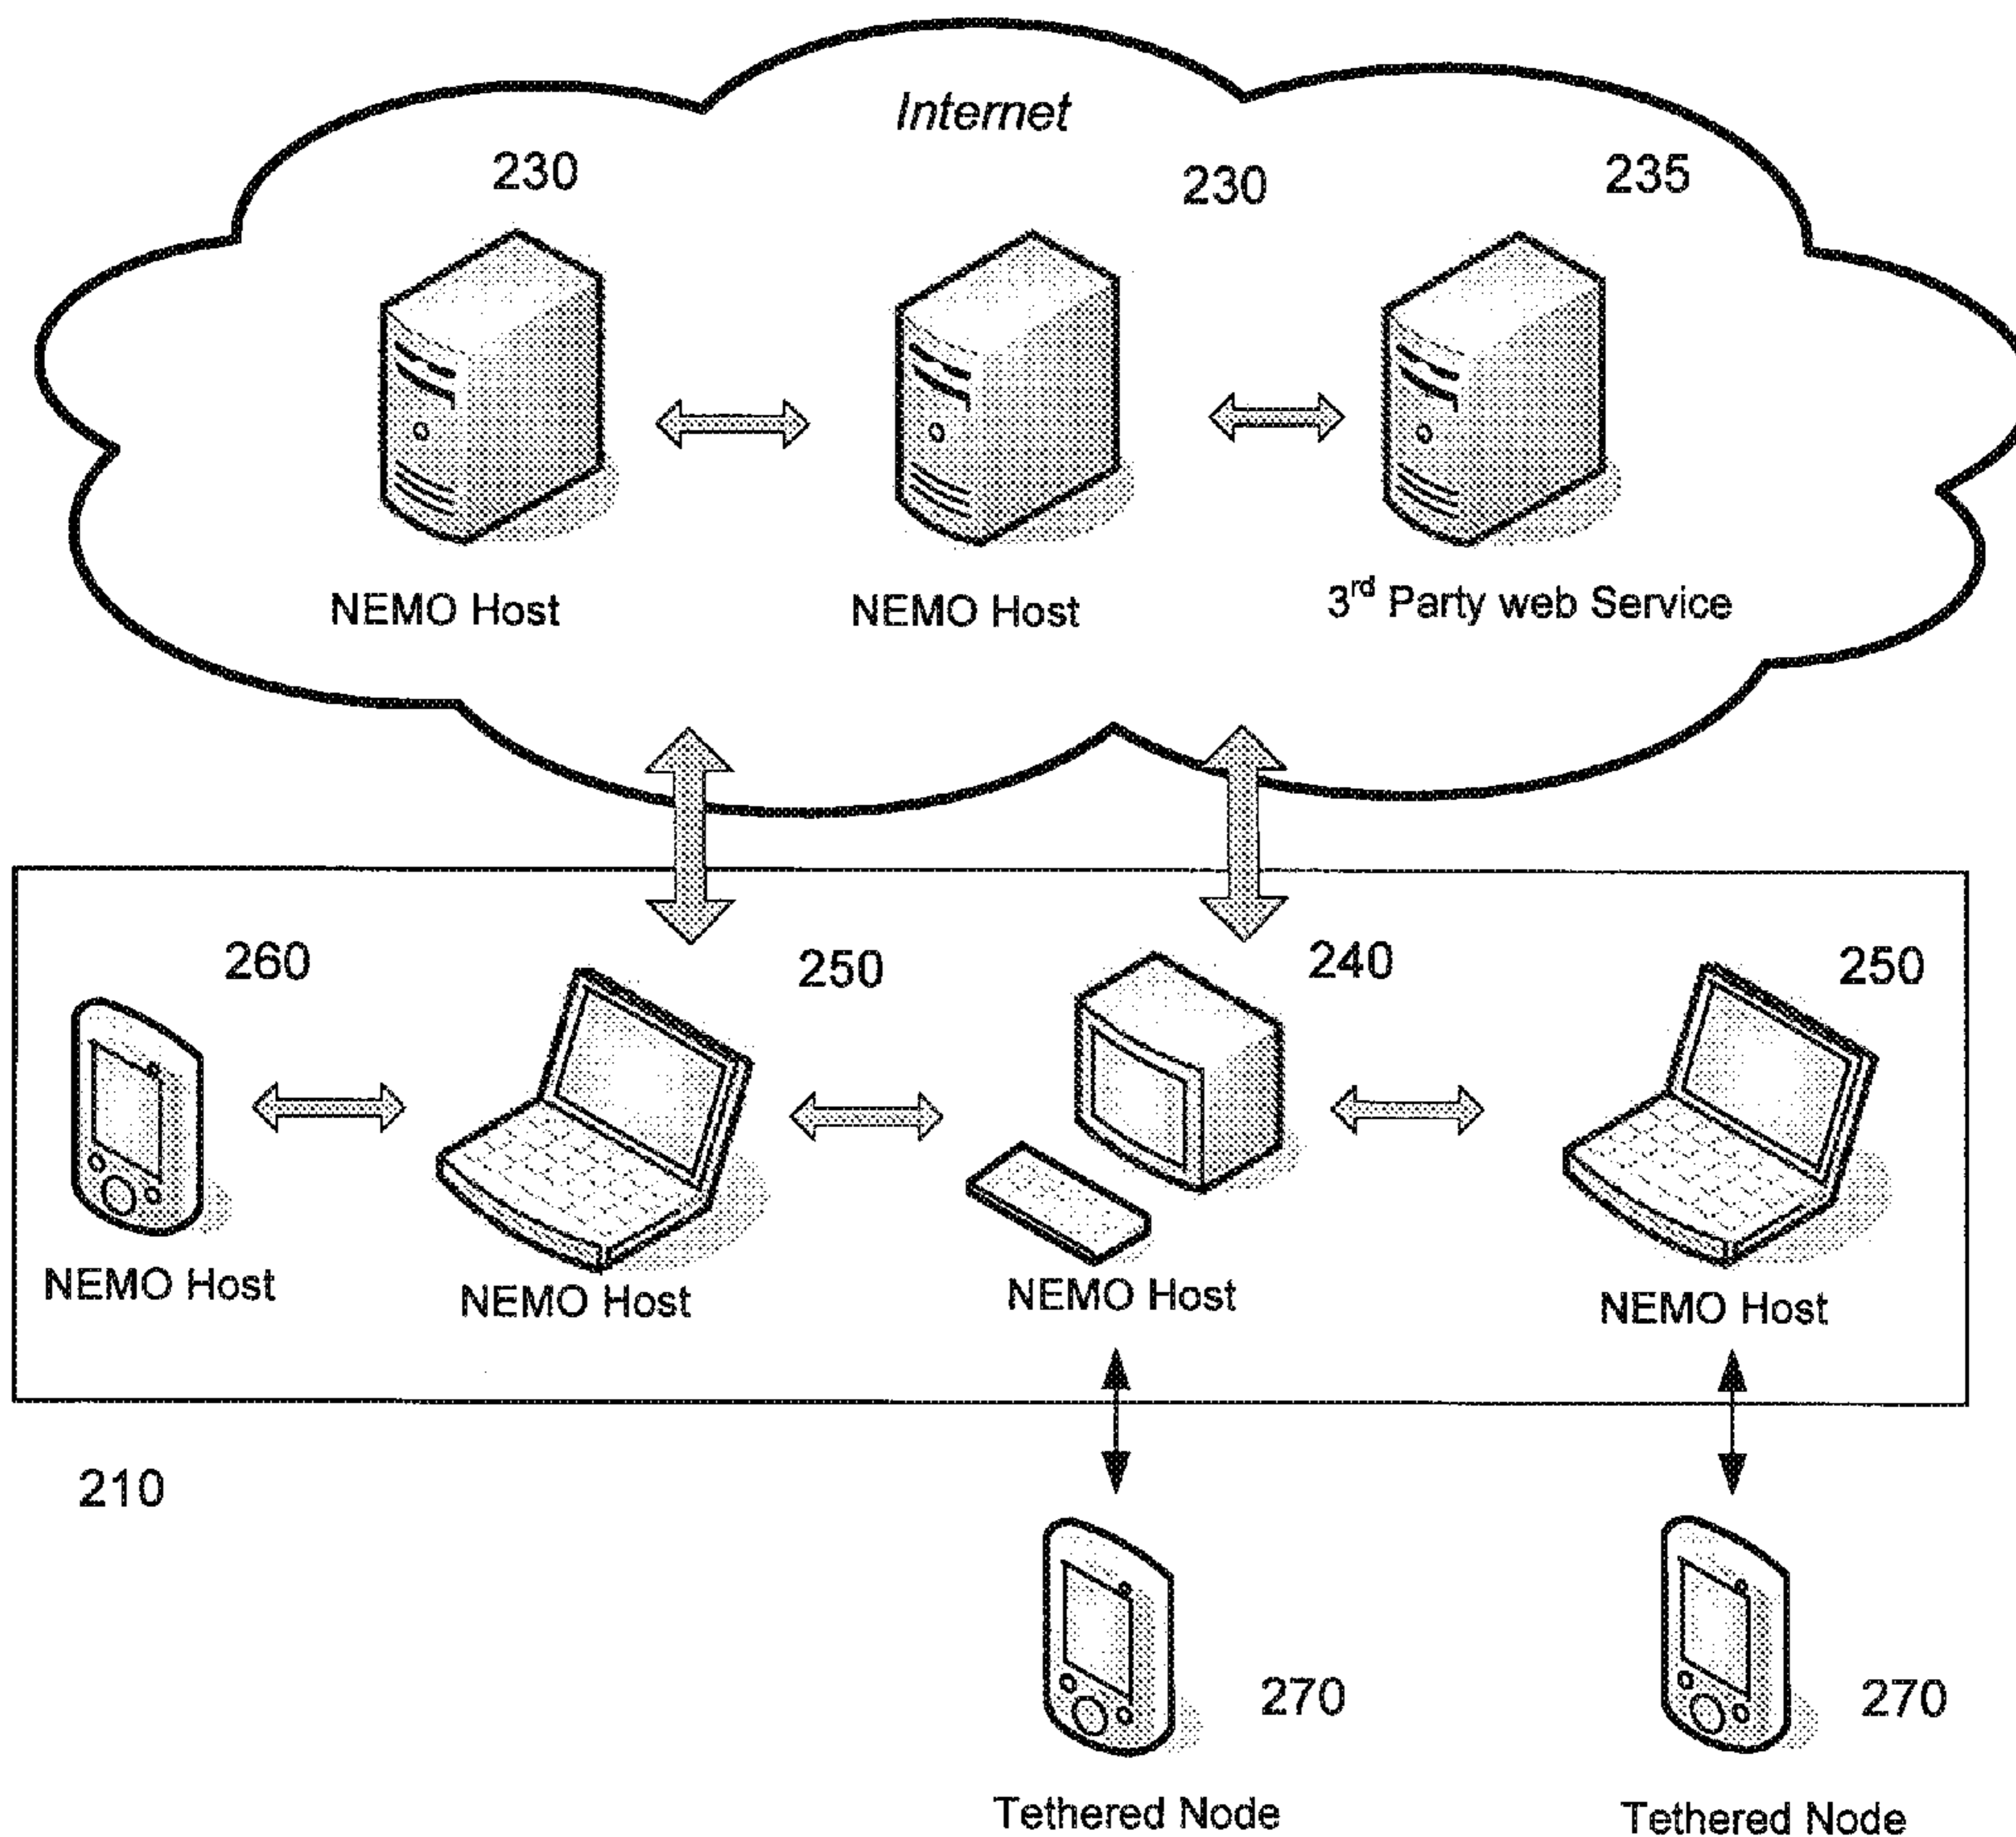 Internet
230
230
235
NEMO Host
NEMO Host
3rd Party web Service
260
250
240
250
NEMO Host
NEMO Host
NEMO Host
NEMO Host
210
270
270
Tethered Node
Tethered Node